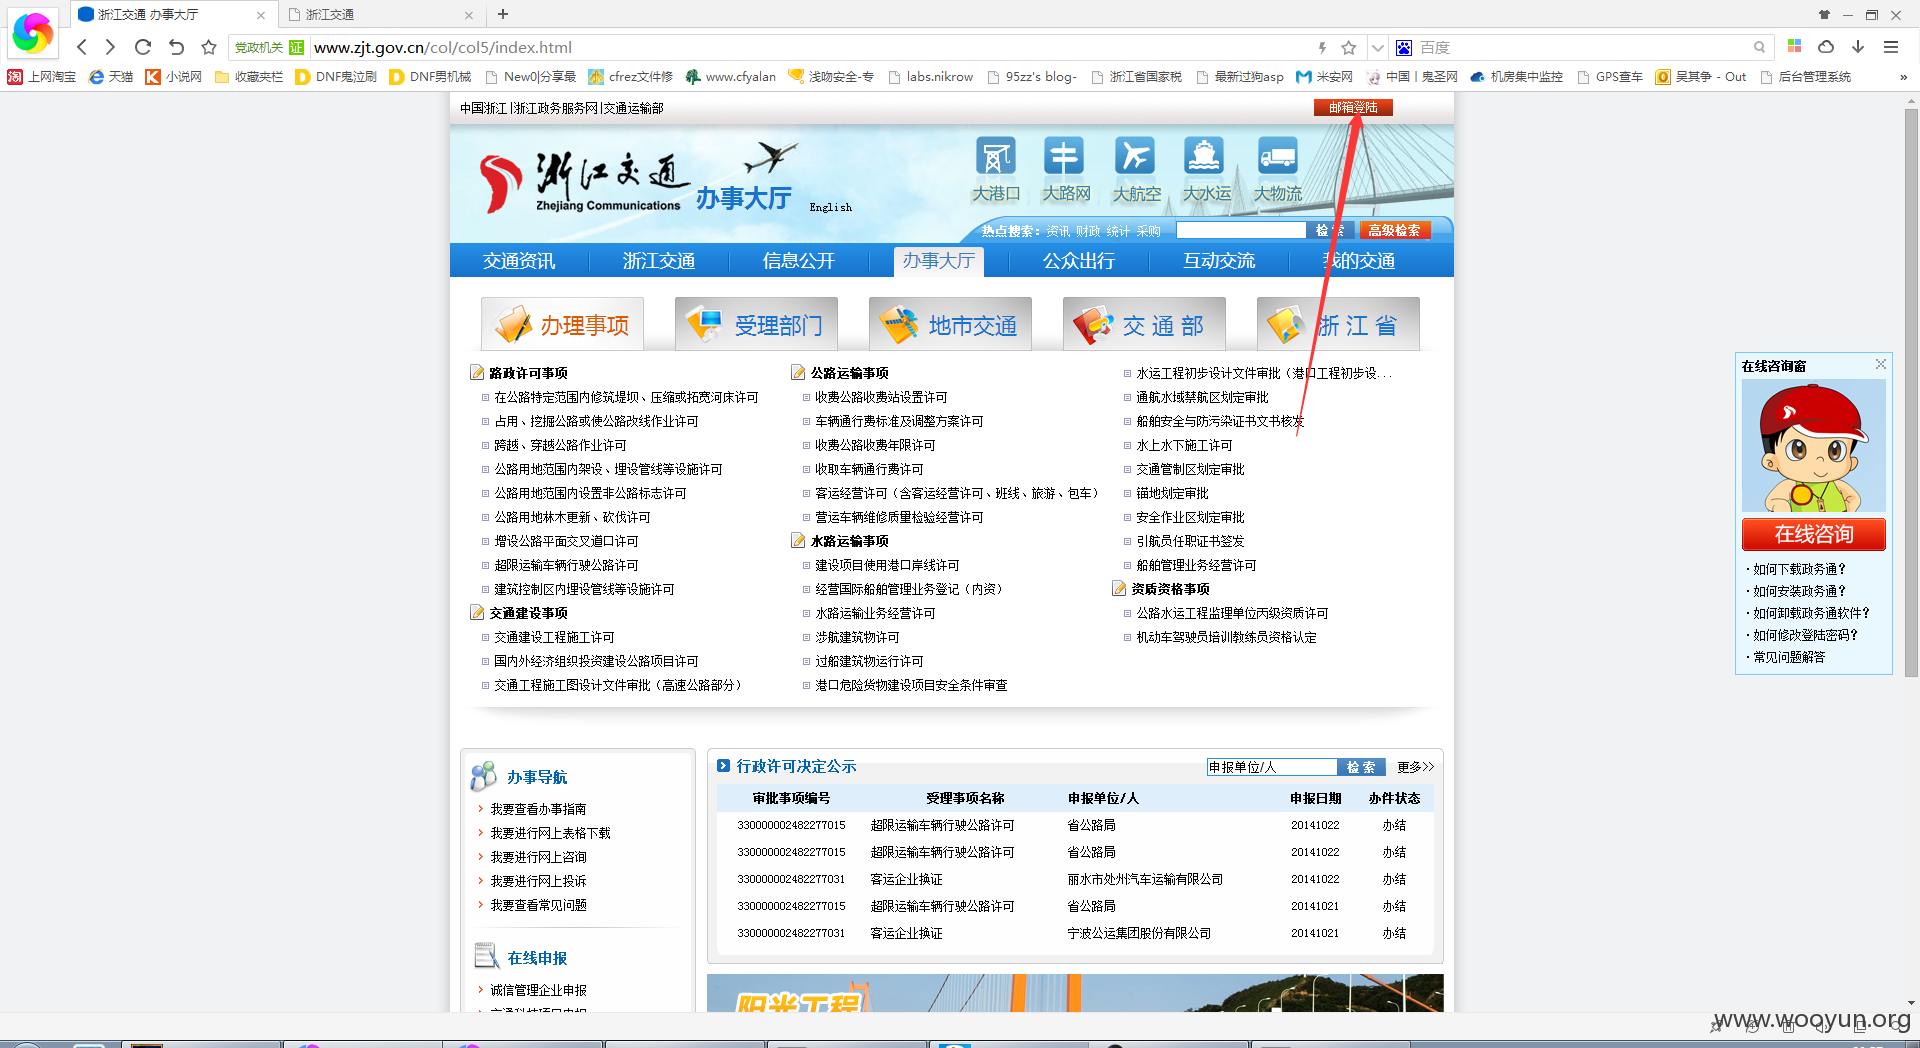 浙江交通 办事大厅
浙江交通
党政机关 证 www.zjt.gov.cn/col/col5/index.html
百度
上网淘宝 天猫 小说网 收藏夹栏 DNF鬼泣刷 DNF男机械 New0|分享最 cfrez文件修 www.cfyalan 浅吻安全-专 labs.nikrow 95zz's blog- 浙江省国家税 最新过狗asp 米安网 中国丨鬼圣网 机房集中监控 GPS查车 吴其争 - Out 后台管理系统 »
中国浙江 |浙江政务服务网 |交通运输部
邮箱登陆
浙江交通
Zhejiang Communications
办事大厅
English
大港口 大路网 大航空 大水运 大物流
热点搜索: 资讯 财政 统计 采购 检索 高级检索
交通资讯 浙江交通 信息公开 办事大厅 公众出行 互动交流 我的交通
办理事项 受理部门 地市交通 交通部 浙江省
路政许可事项
在公路特定范围内修筑堤坝、压缩或拓宽河床许可
占用、挖掘公路或使公路改线作业许可
跨越、穿越公路作业许可
公路用地范围内架设、埋设管线等设施许可
公路用地范围内设置非公路标志许可
公路用地林木更新、砍伐许可
增设公路平面交叉道口许可
超限运输车辆行驶公路许可
建筑控制区内埋设管线等设施许可
交通建设事项
交通建设工程施工许可
国内外经济组织投资建设公路项目许可
交通工程施工图设计文件审批（高速公路部分）
公路运输事项
收费公路收费站设置许可
车辆通行费标准及调整方案许可
收费公路收费年限许可
收取车辆通行费许可
客运经营许可（含客运经营许可、班线、旅游、包车）
营运车辆维修质量检验经营许可
水路运输事项
建设项目使用港口岸线许可
经营国际船舶管理业务登记（内资）
水路运输业务经营许可
涉航建筑物许可
过船建筑物运行许可
港口危险货物建设项目安全条件审查
水运工程初步设计文件审批（港口工程初步设...
通航水域禁航区划定审批
船舶安全与防污染证书文书核发
水上水下施工许可
交通管制区划定审批
锚地划定审批
安全作业区划定审批
引航员任职证书签发
船舶管理业务经营许可
资质资格事项
公路水运工程监理单位丙级资质许可
机动车驾驶员培训教练员资格认定
在线咨询窗
在线咨询
·如何下载政务通?
·如何安装政务通?
·如何卸载政务通软件?
·如何修改登陆密码?
·常见问题解答
办事导航
我要查看办事指南
我要进行网上表格下载
我要进行网上咨询
我要进行网上投诉
我要查看常见问题
在线申报
诚信管理企业申报
行政许可决定公示 申报单位/人 检索 更多>>
审批事项编号 受理事项名称 申报单位/人 申报日期 办件状态
330000002482277015 超限运输车辆行驶公路许可 省公路局 20141022 办结
330000002482277015 超限运输车辆行驶公路许可 省公路局 20141022 办结
330000002482277031 客运企业换证 丽水市处州汽车运输有限公司 20141022 办结
330000002482277015 超限运输车辆行驶公路许可 省公路局 20141021 办结
330000002482277031 客运企业换证 宁波公运集团股份有限公司 20141021 办结
阳光工程
www.wooyun.org